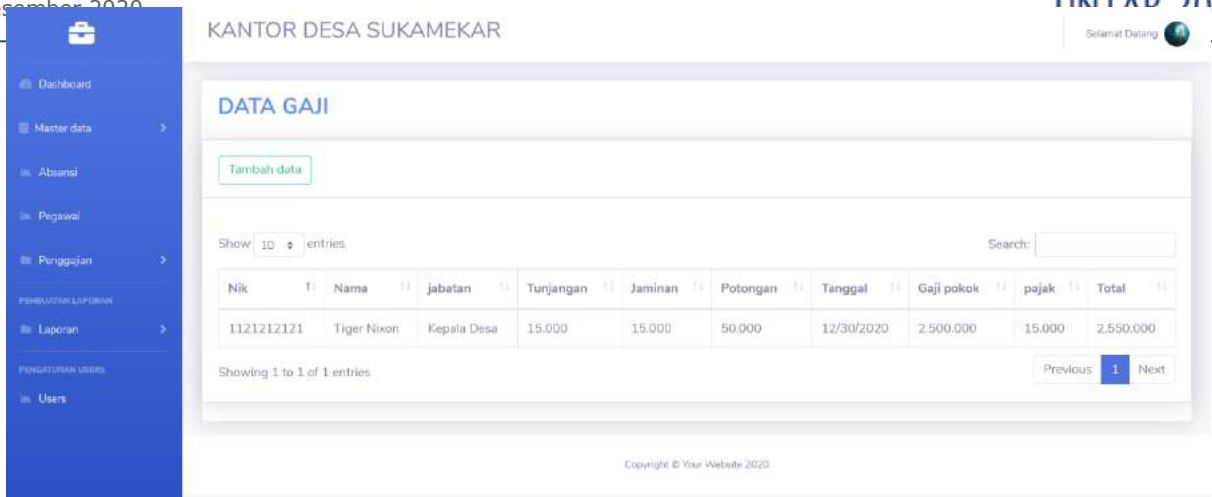 KANTOR DESA SUKAMEKAR
Selamat Datang
Dashboard
Master data
Absensi
Pegawai
Penggajian
PEMBUATAN LAPORAN
Laporan
PENGATURAN USERS
Users
DATA GAJI
Tambah data
Show 10 entries
Search:
Nik Nama jabatan Tunjangan Jaminan Potongan Tanggal Gaji pokok pajak Total
1121212121 Tiger Nixon Kepala Desa 15.000 15.000 50.000 12/30/2020 2.500.000 15.000 2.550.000
Showing 1 to 1 of 1 entries
Previous 1 Next
Copyright © Your Website 2020